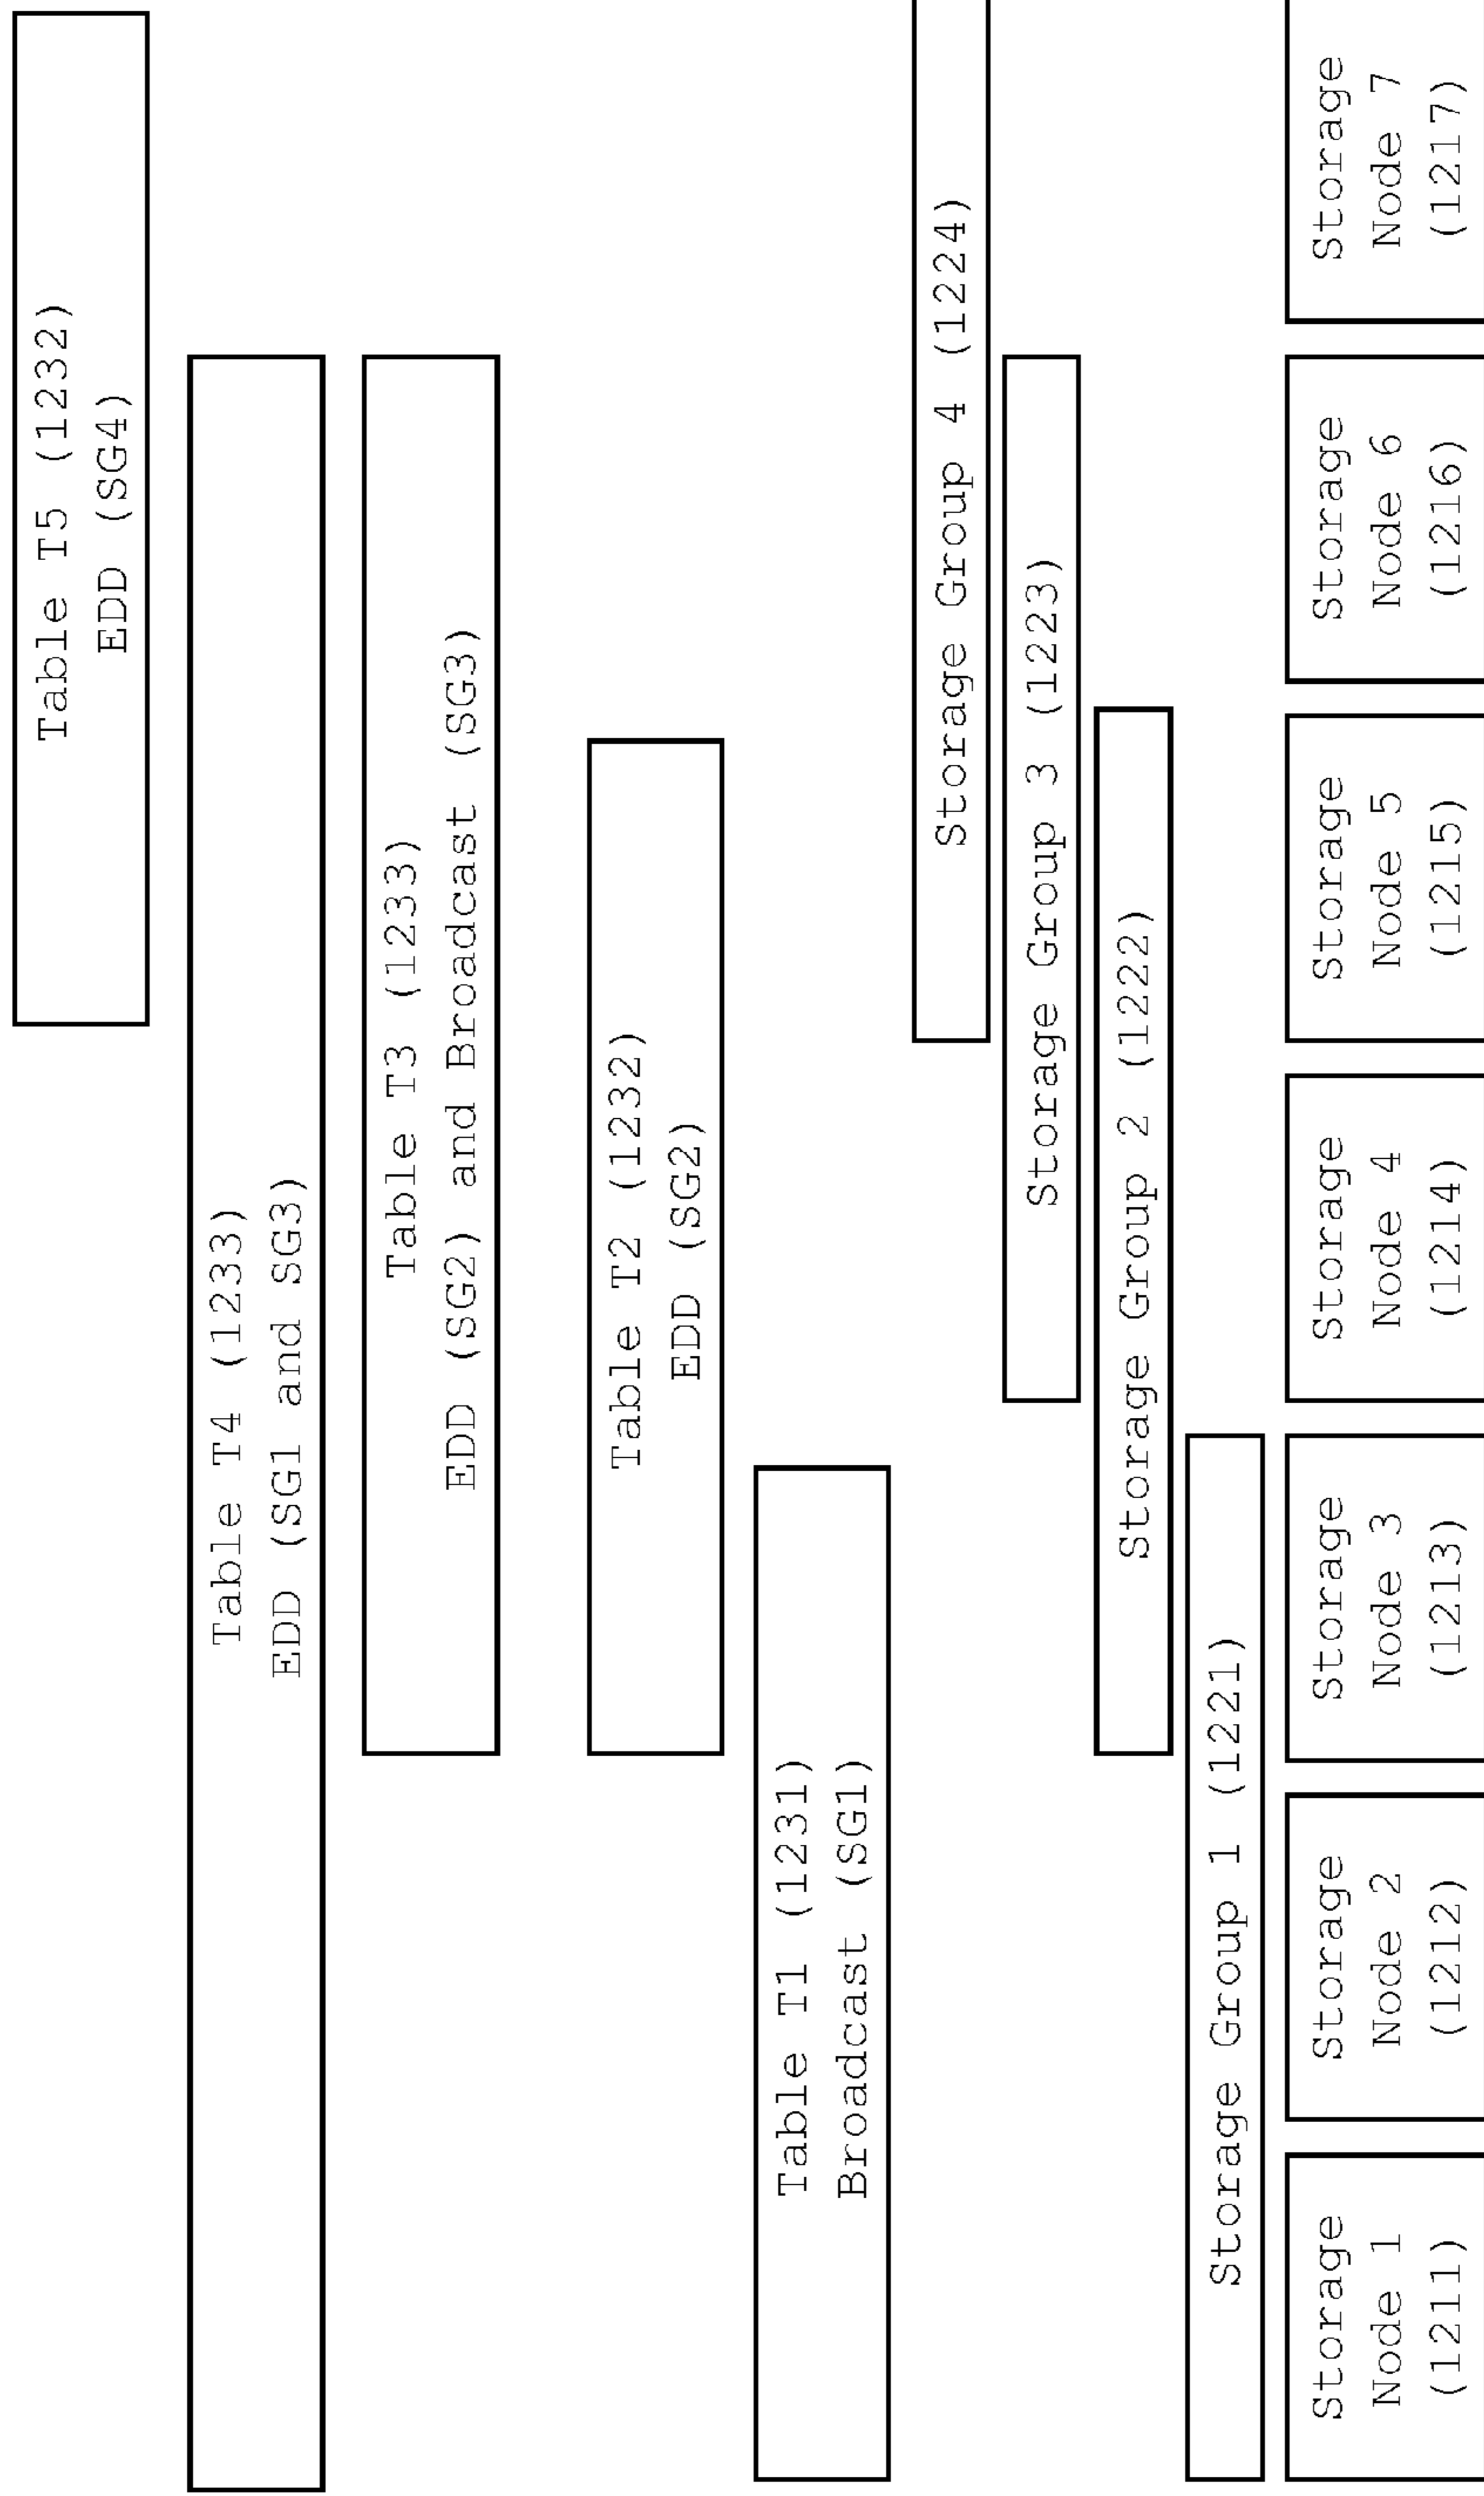 Table T5 (1232)
EDD (SG4)
Table T4 (1233)
EDD (SG1 and SG3)
Table T3 (1233)
EDD (SG2) and Broadcast (SG3)
Table T2 (1232)
EDD (SG2)
Table T1 (1231)
Broadcast (SG1)
Storage Group 4 (1224)
Storage Group 3 (1223)
Storage Group 2 (1222)
Storage Group 1 (1221)
Storage
Node 1
(1211)
Storage
Node 2
(1212)
Storage
Node 3
(1213)
Storage
Node 4
(1214)
Storage
Node 5
(1215)
Storage
Node 6
(1216)
Storage
Node 7
(1217)